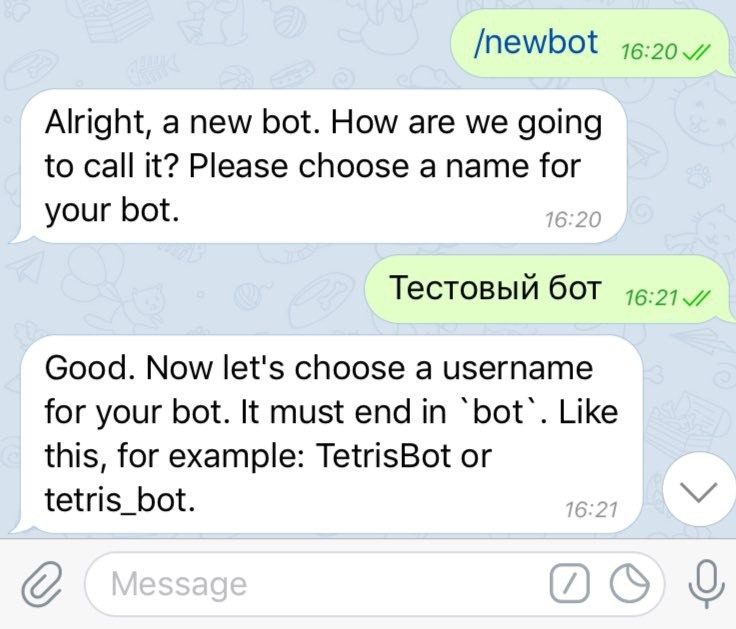 /newbot 16:20
Alright, a new bot. How are we going
to call it? Please choose a name for
your bot. 16:20
Тестовый бот 16:21
Good. Now let's choose a username
for your bot. It must end in `bot`. Like
this, for example: TetrisBot or
tetris_bot. 16:21
Message